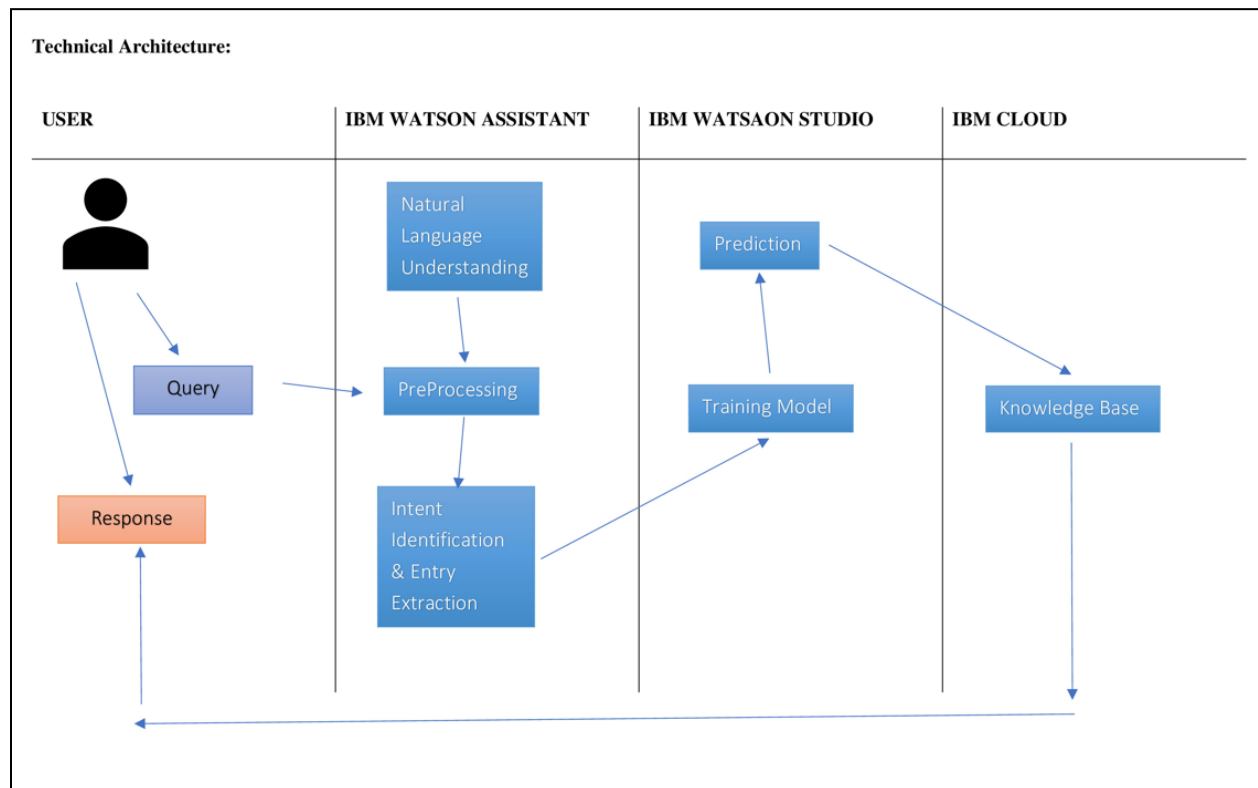 Technical Architecture:
USER
IBM WATSON ASSISTANT
IBM WATSAON STUDIO
IBM CLOUD
Natural
Language
Understanding
Prediction
Query
PreProcessing
Training Model
Knowledge Base
Response
Intent
Identification
& Entry
Extraction